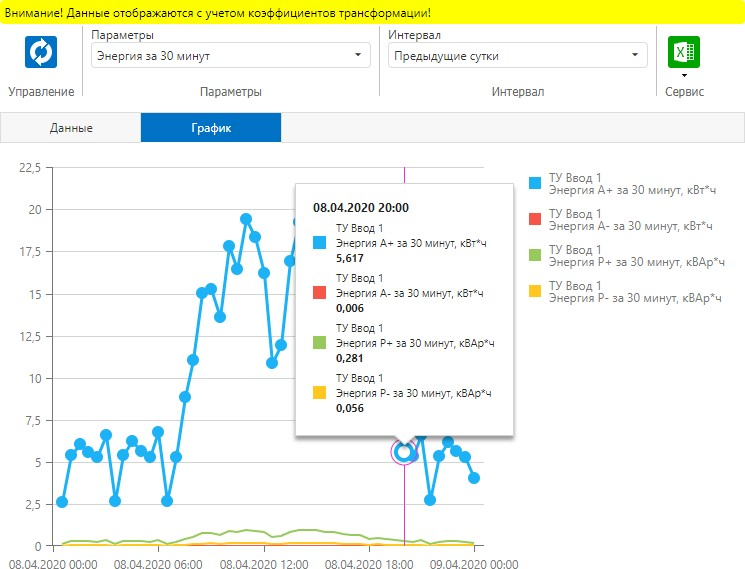 Внимание! Данные отображаются с учетом коэффициентов трансформации!
Параметры
Интервал
Энергия за 30 минут
Предыдущие сутки
Управление
Параметры
Интервал
Сервис
Данные
График
22,5
20
17,5
15
12,5
10
7,5
5
2,5
0
08.04.2020 00:00
08.04.2020 06:00
08.04.2020 12:00
08.04.2020 18:00
09.04.2020 00:00
08.04.2020 20:00
ТУ Ввод 1
Энергия A+ за 30 минут, кВт*ч
5,617
ТУ Ввод 1
Энергия A- за 30 минут, кВт*ч
0,006
ТУ Ввод 1
Энергия P+ за 30 минут, кВАр*ч
0,281
ТУ Ввод 1
Энергия P- за 30 минут, кВАр*ч
0,056
ТУ Ввод 1
Энергия A+ за 30 минут, кВт*ч
ТУ Ввод 1
Энергия A- за 30 минут, кВт*ч
ТУ Ввод 1
Энергия P+ за 30 минут, кВАр*ч
ТУ Ввод 1
Энергия P- за 30 минут, кВАр*ч